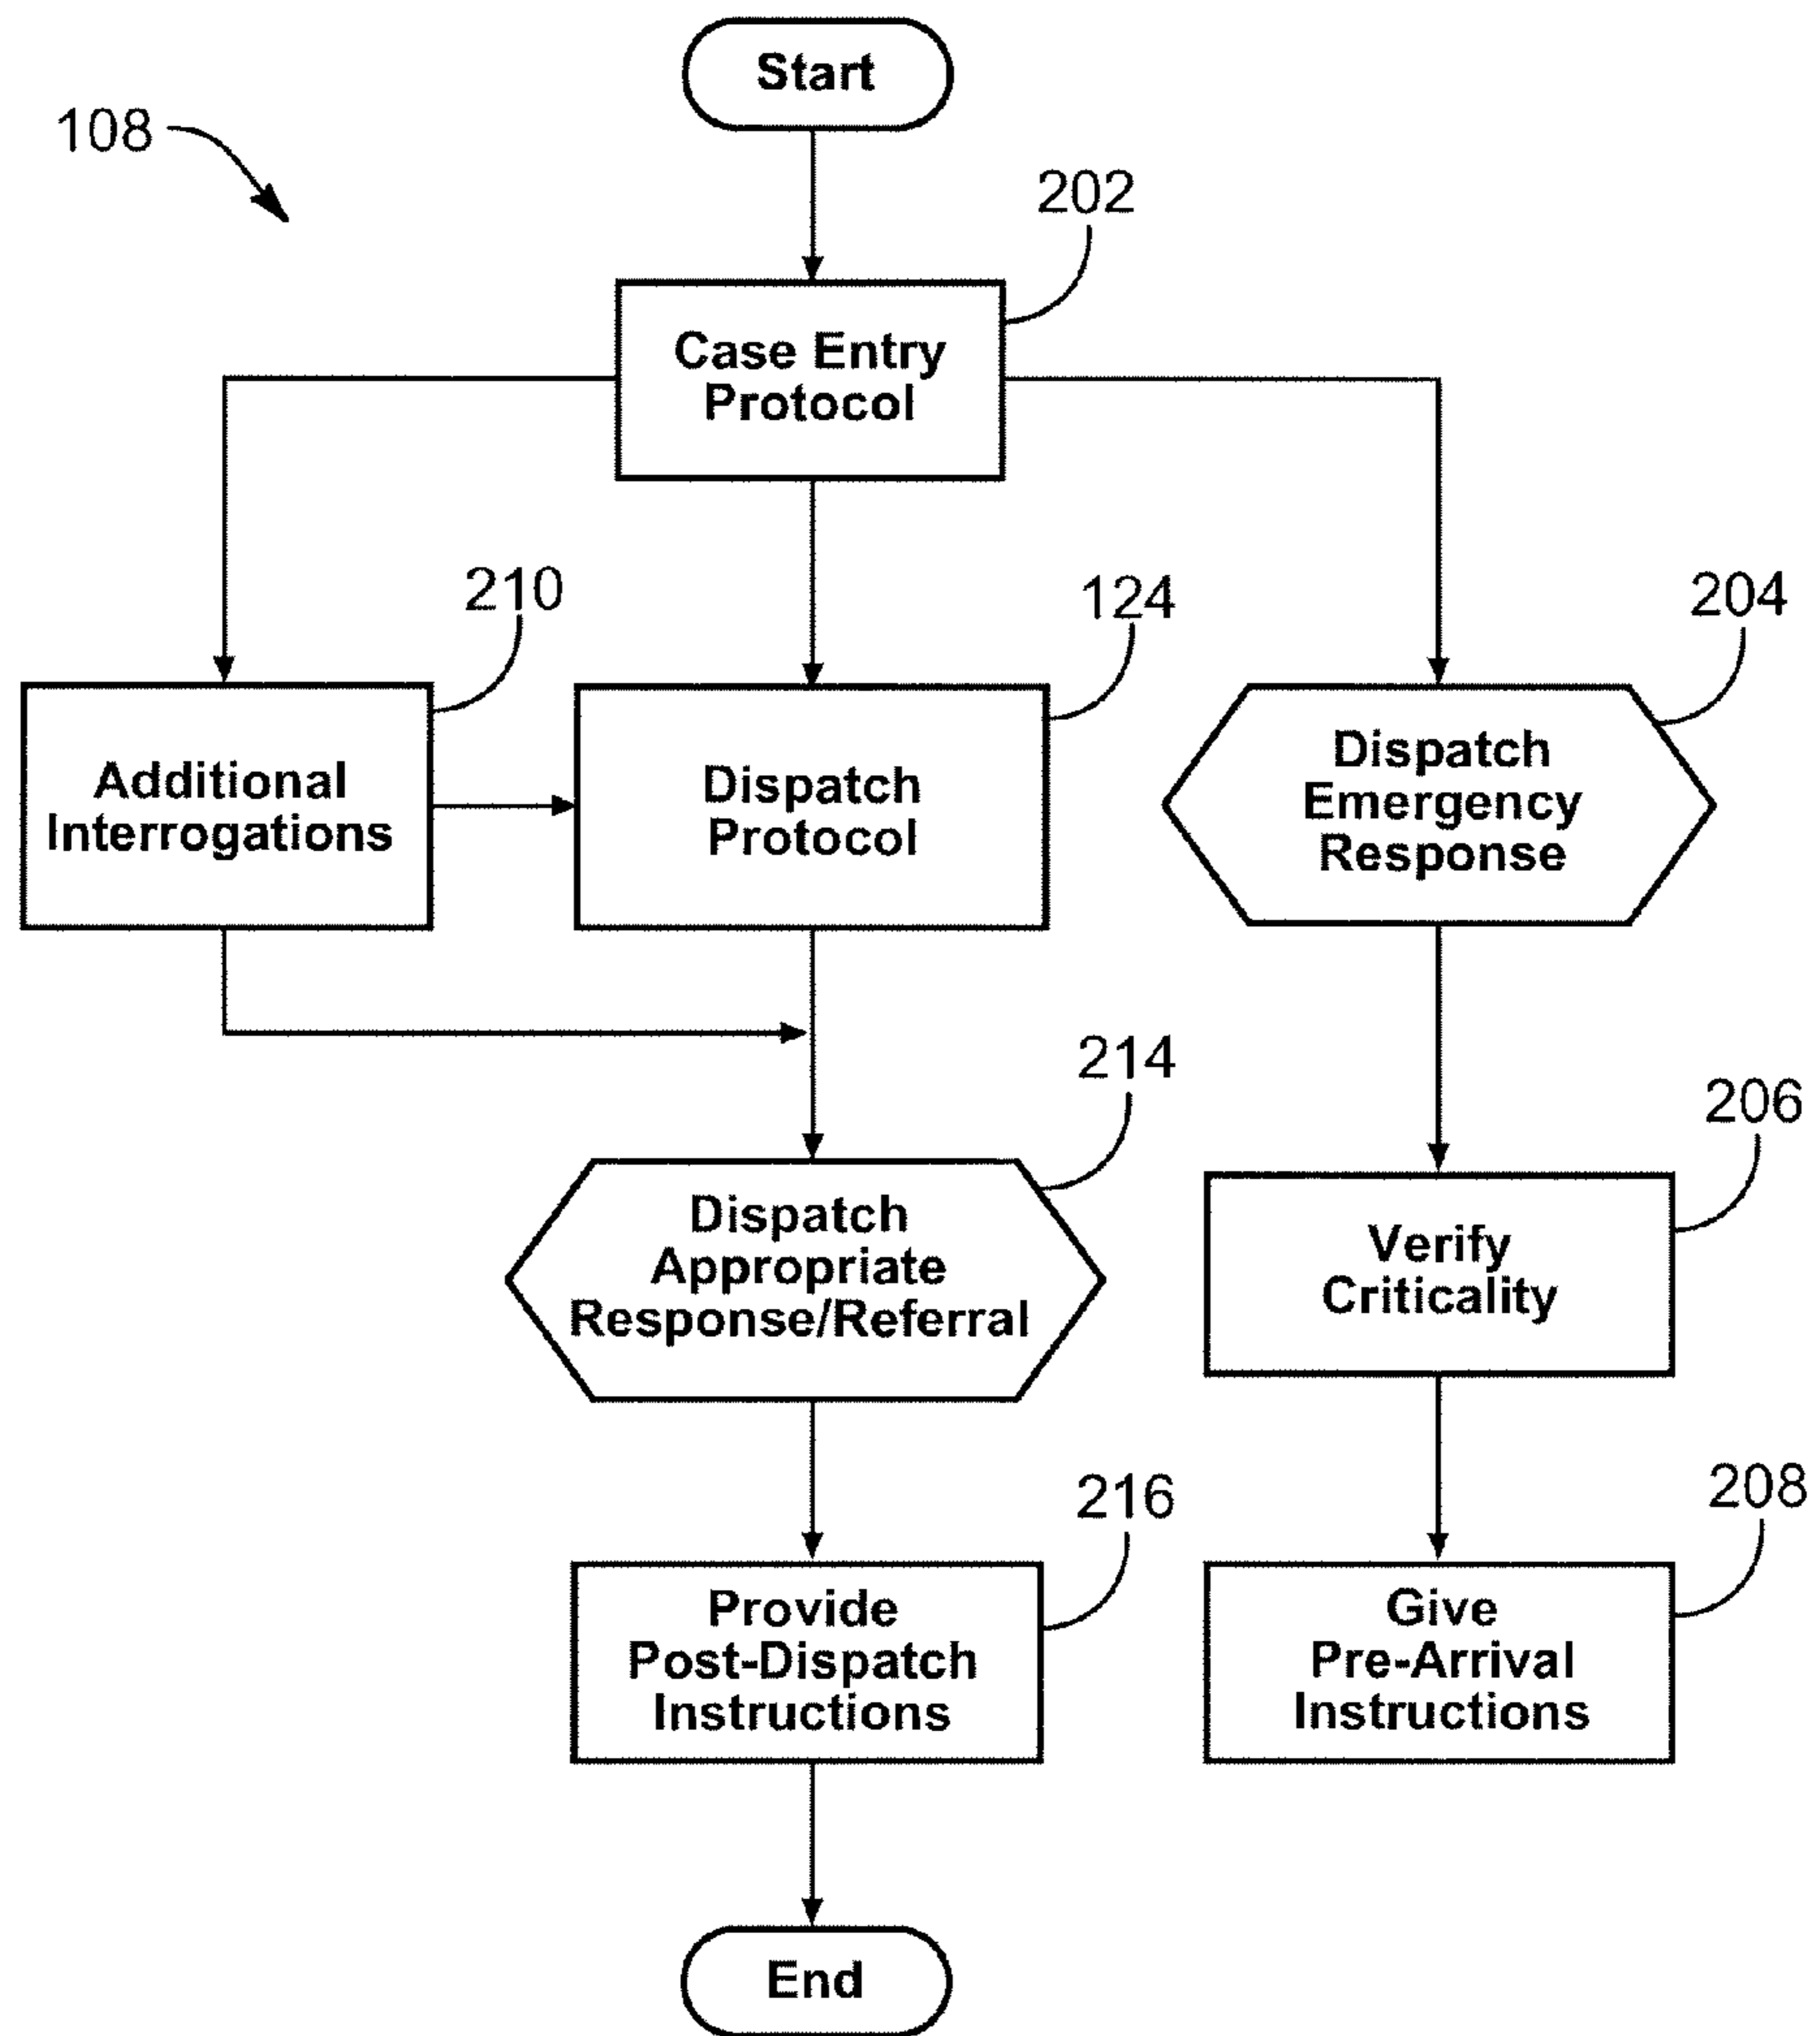 Start
108
202
Case Entry
Protocol
210
124
204
Additional
Interrogations
Dispatch
Protocol
Dispatch
Emergency
Response
214
206
Dispatch
Appropriate
Response/Referral
Verify
Criticality
216
208
Provide
Post-Dispatch
Instructions
Give
Pre-Arrival
Instructions
End